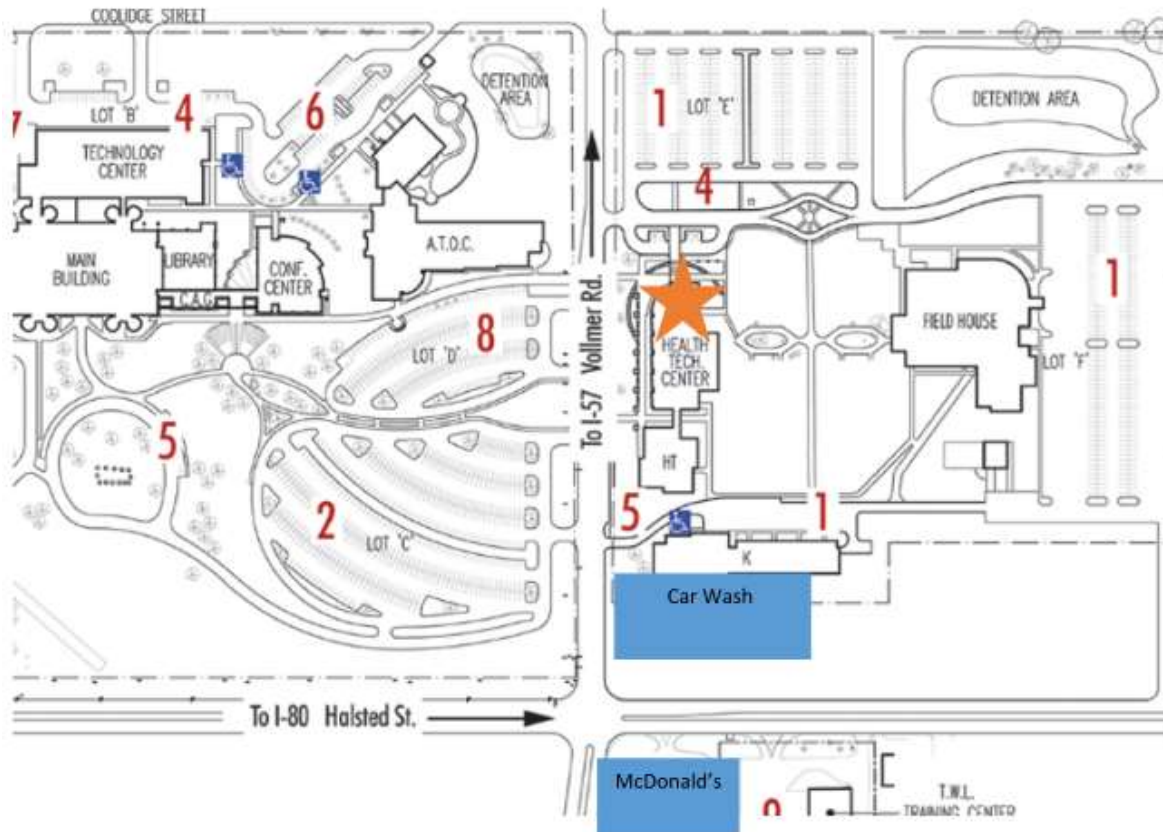 COOLIDGE STREET
LOT 'B'
4
6
7
TECHNOLOGY
CENTER
DETENTION
AREA
1
LOT 'E'
DETENTION AREA
4
MAIN
BUILDING
LIBRARY
CONF.
CENTER
C.A.G.
A.T.O.C.
To I-57 Vollmer Rd.
HEALTH
TECH.
CENTER
FIELD HOUSE
1
LOT 'F'
8
LOT 'D'
5
HT
2
LOT 'C'
5
1
K
Car Wash
To I-80 Halsted St.
McDonald's
T.W.L.
TRAINING CENTER